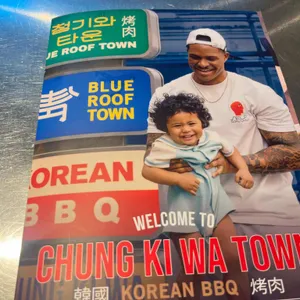 청기와
타운
烤肉
BLUE ROOF TOWN
BLUE
ROOF
TOWN
KOREAN
BBQ
WELCOME TO
CHUNG KI WA TOWN
韓國 KOREAN BBQ 烤肉